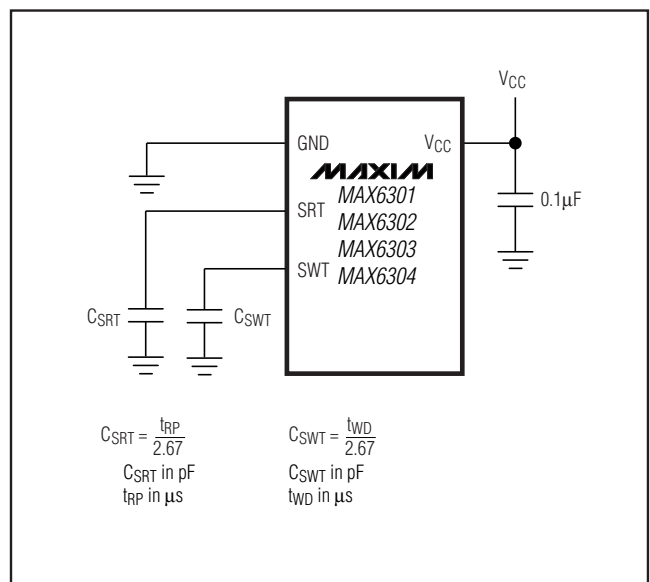 VCC
GND
VCC
MAXIM
MAX6301
SRT
MAX6302
MAX6303
SWT
MAX6304
0.1µF
CSRT
CSWT
CSRT = tRP / 2.67
CSRT in pF
tRP in µs
CSWT = tWD / 2.67
CSWT in pF
tWD in µs